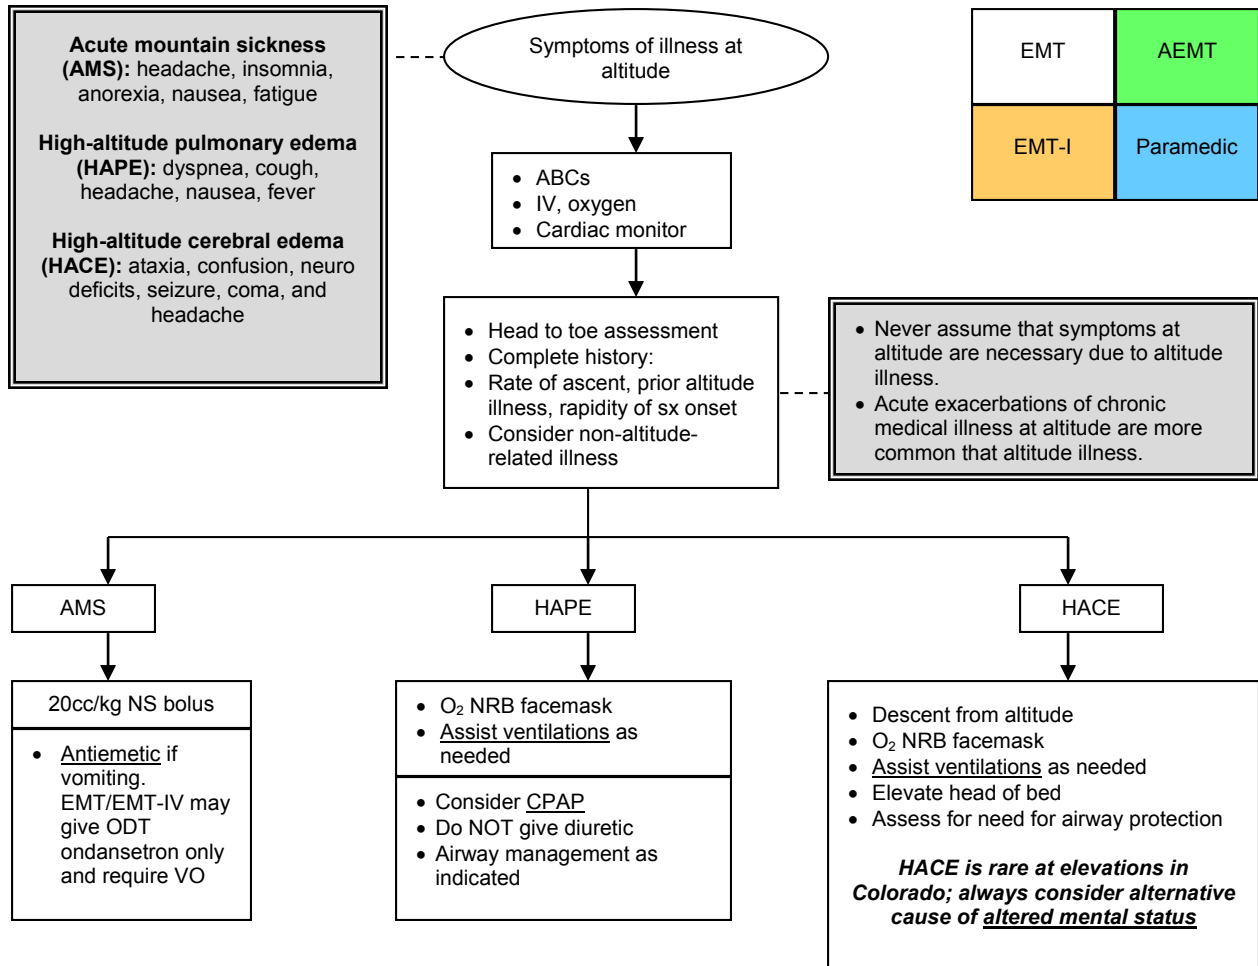 Acute mountain sickness
(AMS): headache, insomnia,
anorexia, nausea, fatigue
High-altitude pulmonary edema
(HAPE): dyspnea, cough,
headache, nausea, fever
High-altitude cerebral edema
(HACE): ataxia, confusion, neuro
deficits, seizure, coma, and
headache
Symptoms of illness at
altitude
EMT
AEMT
EMT-I
Paramedic
• ABCs
• IV, oxygen
• Cardiac monitor
• Head to toe assessment
• Complete history:
• Rate of ascent, prior altitude
illness, rapidity of sx onset
• Consider non-altitude-
related illness
• Never assume that symptoms at
altitude are necessary due to altitude
illness.
• Acute exacerbations of chronic
medical illness at altitude are more
common that altitude illness.
AMS
HAPE
HACE
20cc/kg NS bolus
• Antiemetic if
vomiting.
EMT/EMT-IV may
give ODT
ondansetron only
and require VO
• O₂ NRB facemask
• Assist ventilations as
needed
• Consider CPAP
• Do NOT give diuretic
• Airway management as
indicated
• Descent from altitude
• O₂ NRB facemask
• Assist ventilations as needed
• Elevate head of bed
• Assess for need for airway protection
HACE is rare at elevations in
Colorado; always consider alternative
cause of altered mental status